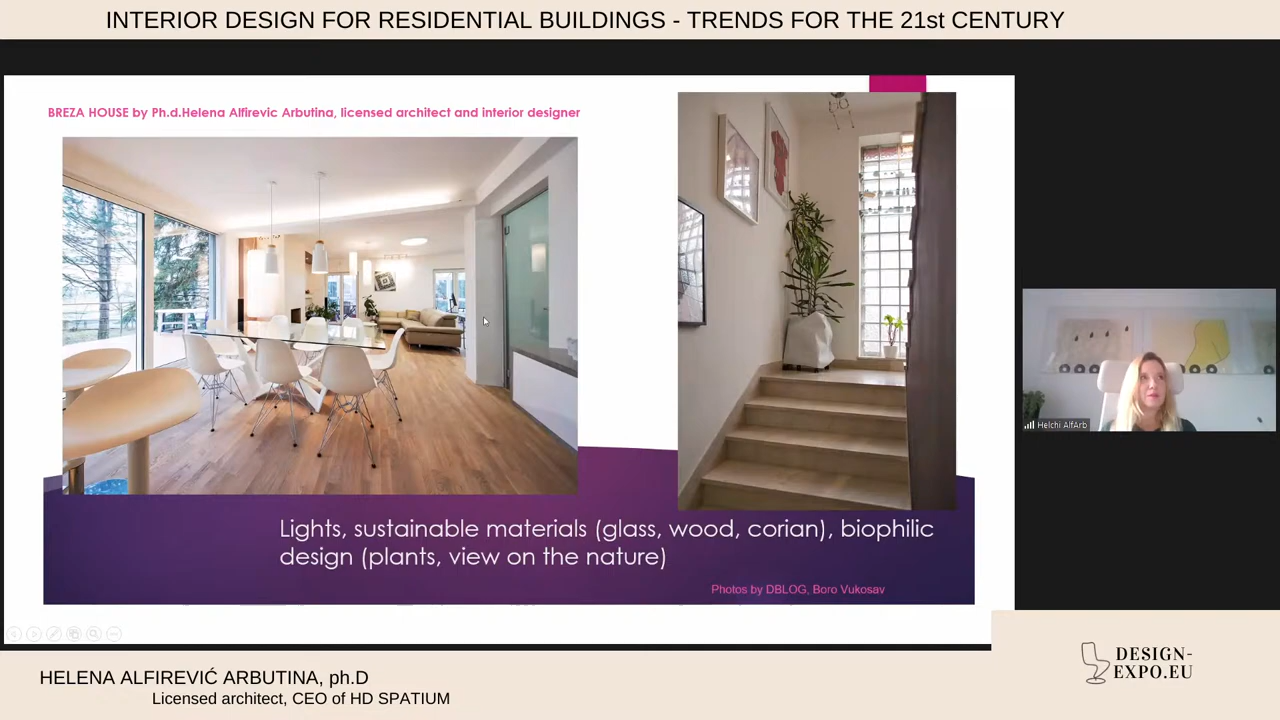 INTERIOR DESIGN FOR RESIDENTIAL BUILDINGS - TRENDS FOR THE 21st CENTURY
BREZA HOUSE by Ph.d.Helena Alfirevic Arbutina, licensed architect and interior designer
Lights, sustainable materials (glass, wood, corian), biophilic
design (plants, view on the nature)
Photos by DBLOG, Boro Vukosav
Helchi AlfArb
HELENA ALFIREVIĆ ARBUTINA, ph.D
Licensed architect, CEO of HD SPATIUM
DESIGN-
EXPO.EU